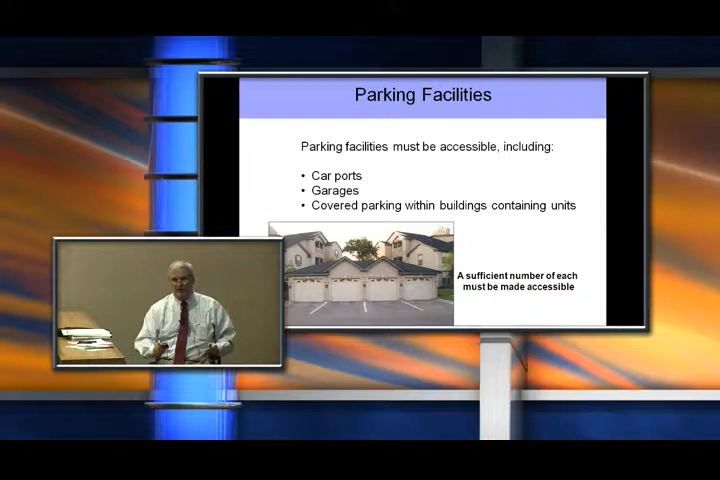 Parking Facilities
Parking facilities must be accessible, including:
• Car ports
• Garages
• Covered parking within buildings containing units
A sufficient number of each
must be made accessible